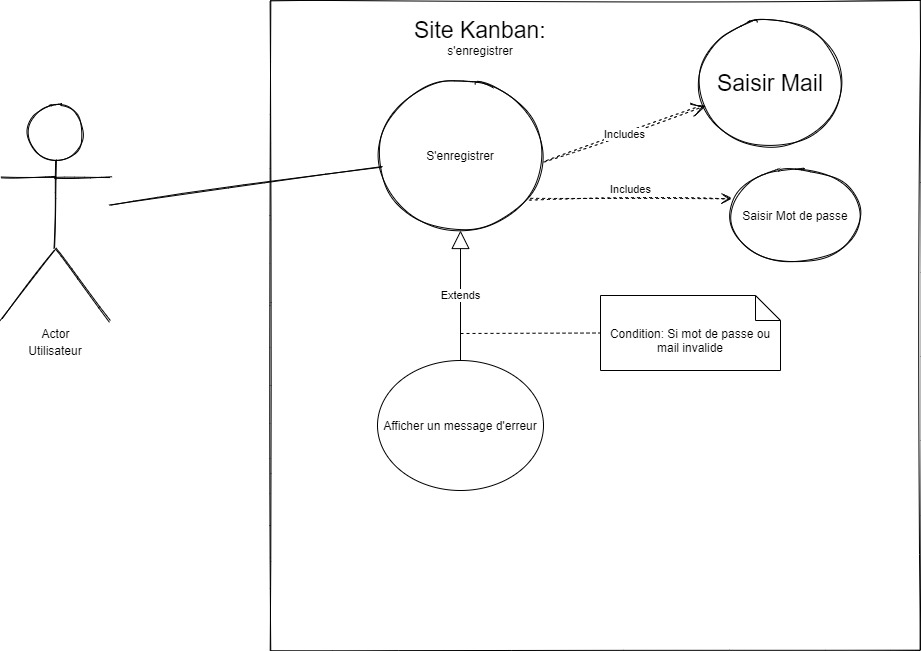 Site Kanban:
s'enregistrer
Saisir Mail
Includes
S'enregistrer
Includes
Saisir Mot de passe
Extends
Actor
Utilisateur
Condition: Si mot de passe ou
mail invalide
Afficher un message d'erreur